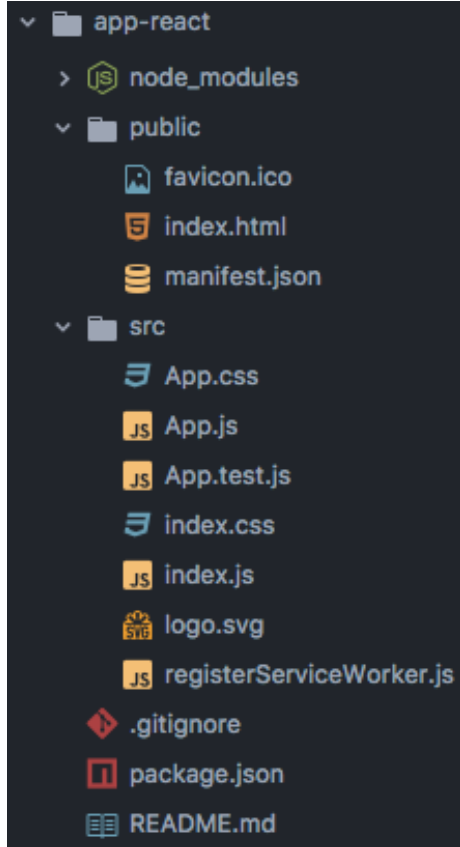 app-react
node_modules
public
favicon.ico
index.html
manifest.json
src
App.css
App.js
App.test.js
index.css
index.js
logo.svg
registerServiceWorker.js
.gitignore
package.json
README.md